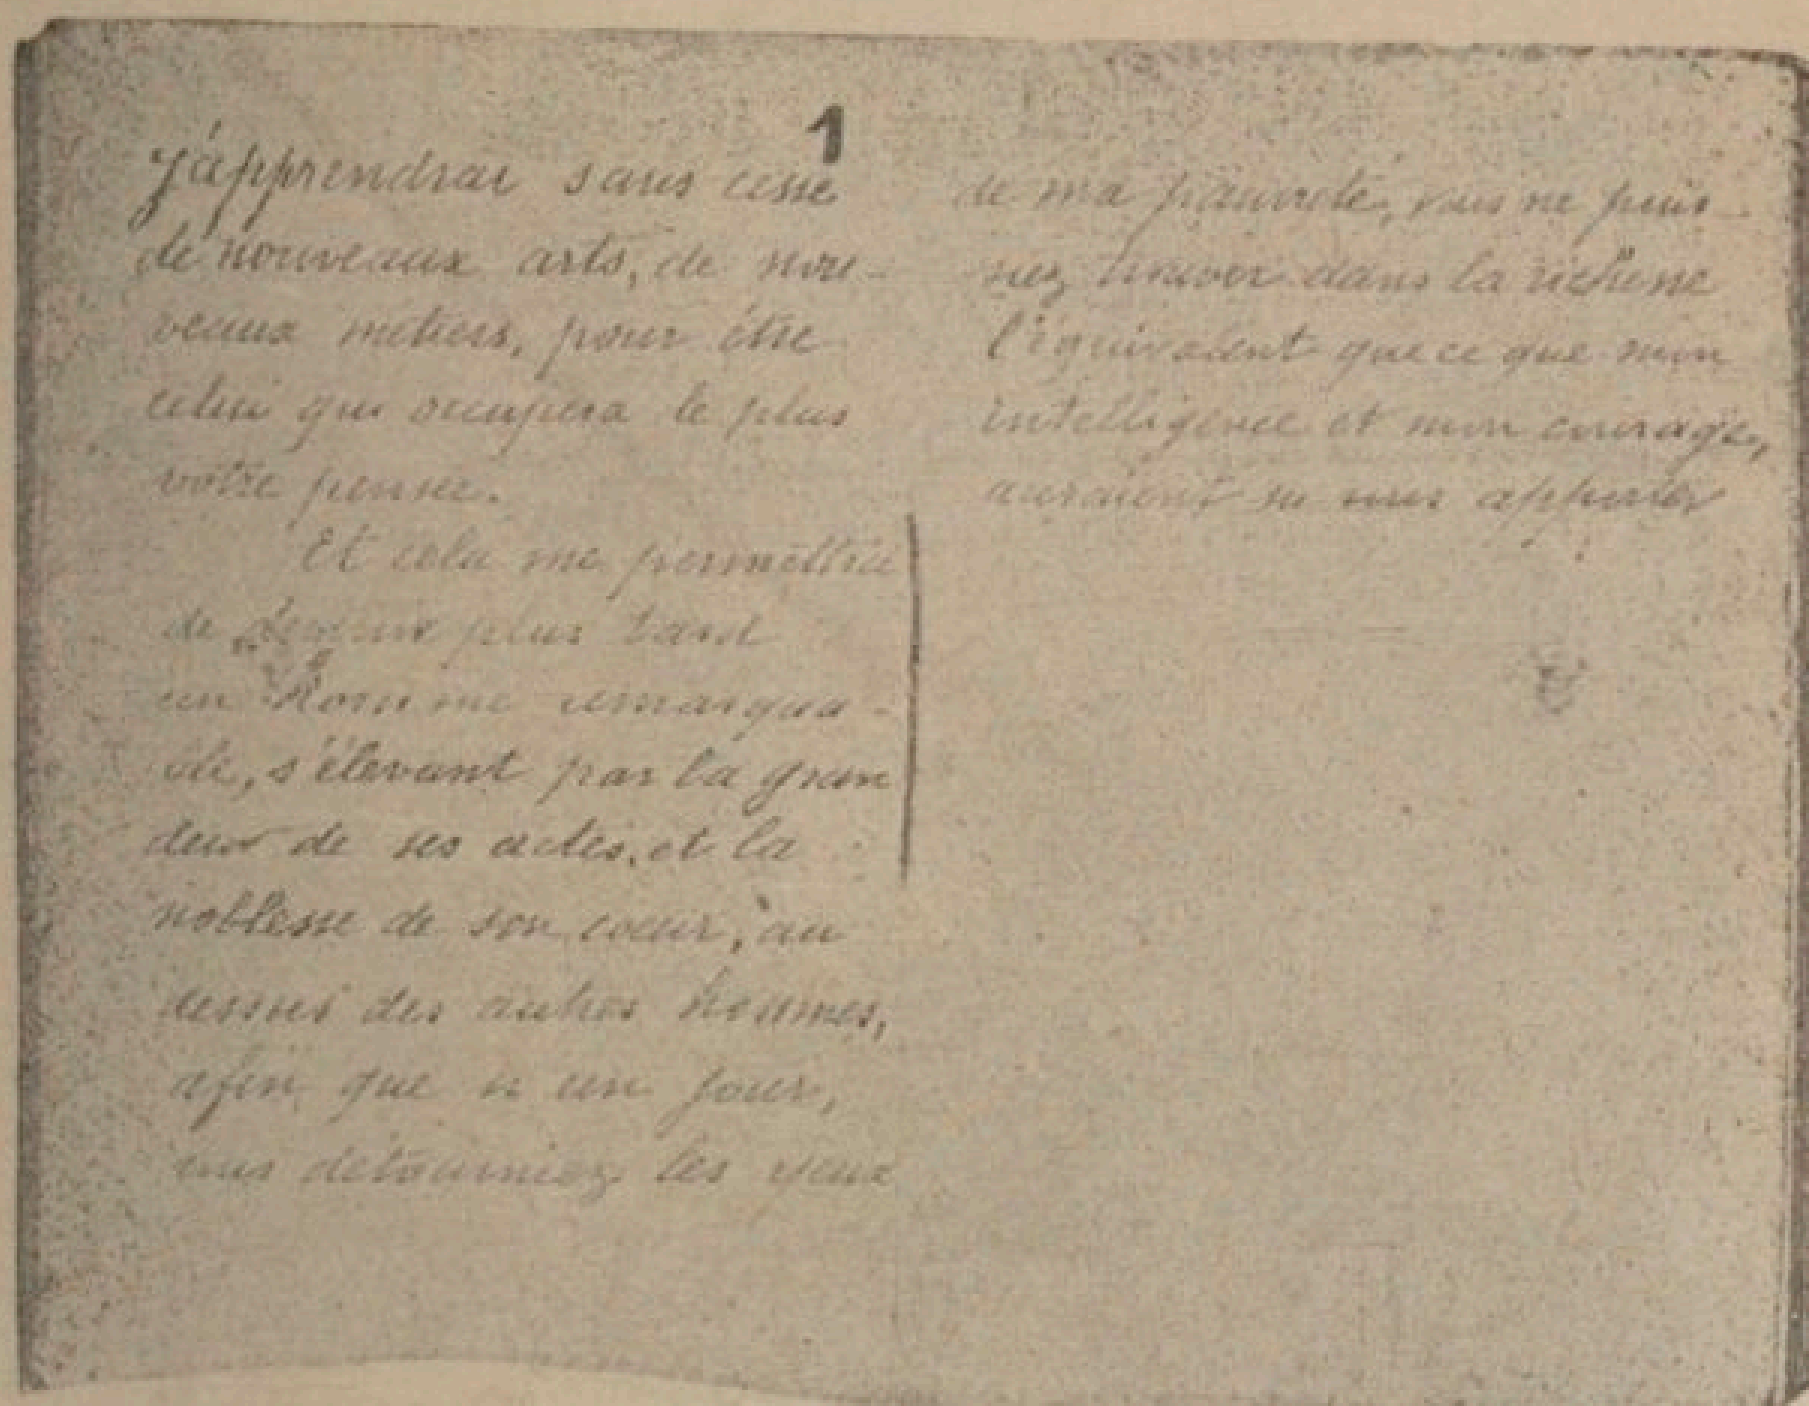 1
j'apprendrai sans cesse
de nouveaux arts, de nou-
veaux métiers, pour être
celui qui occupera le plus
votre pensée.
Et cela me permettra
de devenir plus tard
un homme remarqua-
ble, s'élevant par la gran
deur de ses actes, et la
noblesse de son coeur, au
dessus des autres hommes,
afin que si un jour,
vous détourniez les yeux
de ma pauvreté, vous ne puis-
siez trouver dans la richesse
l'équivalent que ce que mon
intelligence et mon courage,
auraient su vous apporter